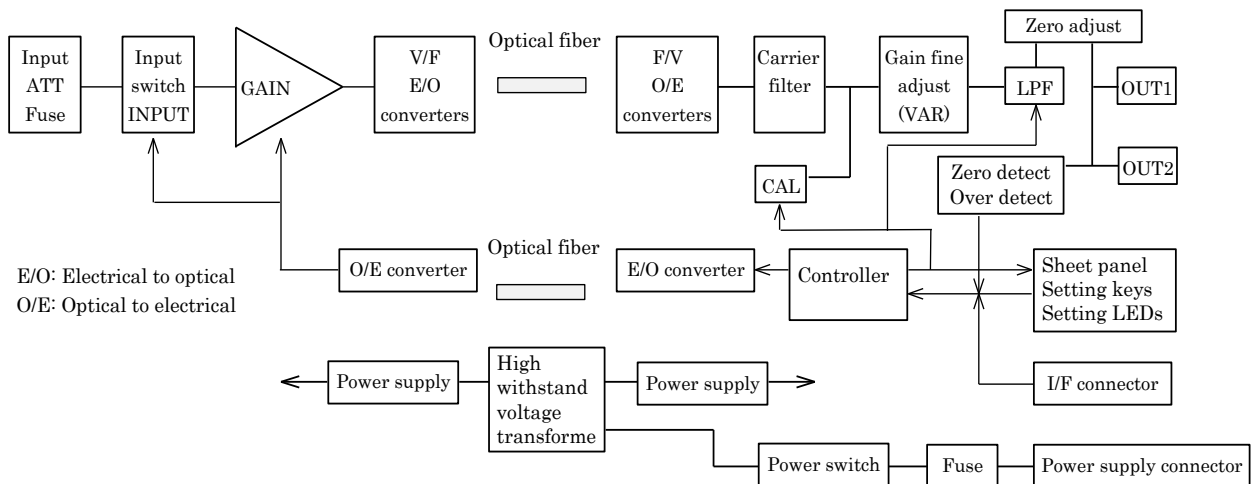 Input
ATT
Fuse
Input
switch
INPUT
GAIN
V/F
E/O
converters
Optical fiber
F/V
O/E
converters
Carrier
filter
Gain fine
adjust
(VAR)
Zero adjust
LPF
OUT1
OUT2
CAL
Zero detect
Over detect
E/O: Electrical to optical
O/E: Optical to electrical
O/E converter
Optical fiber
E/O converter
Controller
Sheet panel
Setting keys
Setting LEDs
Power supply
High
withstand
voltage
transforme
Power supply
I/F connector
Power switch
Fuse
Power supply connector